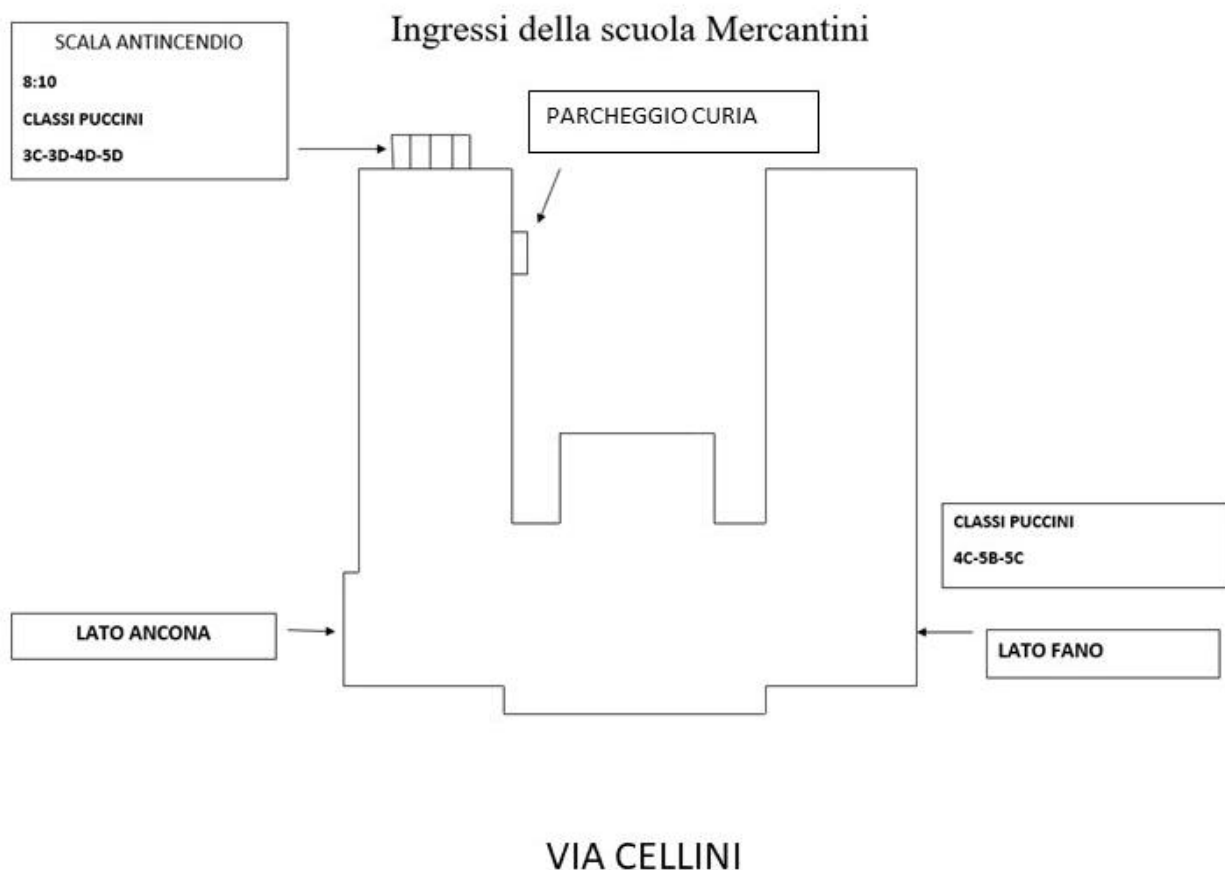 Ingressi della scuola Mercantini
SCALA ANTINCENDIO
8:10
CLASSI PUCCINI
3C-3D-4D-5D
PARCHEGGIO CURIA
CLASSI PUCCINI
4C-5B-5C
LATO ANCONA
LATO FANO
VIA CELLINI